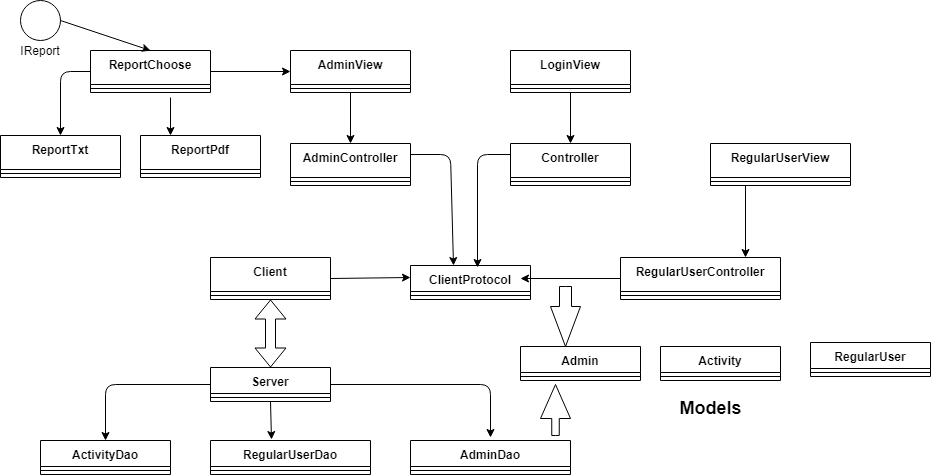 IReport
ReportChoose
AdminView
LoginView
ReportTxt
ReportPdf
AdminController
Controller
RegularUserView
Client
ClientProtocol
RegularUserController
Admin
Activity
RegularUser
Server
Models
ActivityDao
RegularUserDao
AdminDao